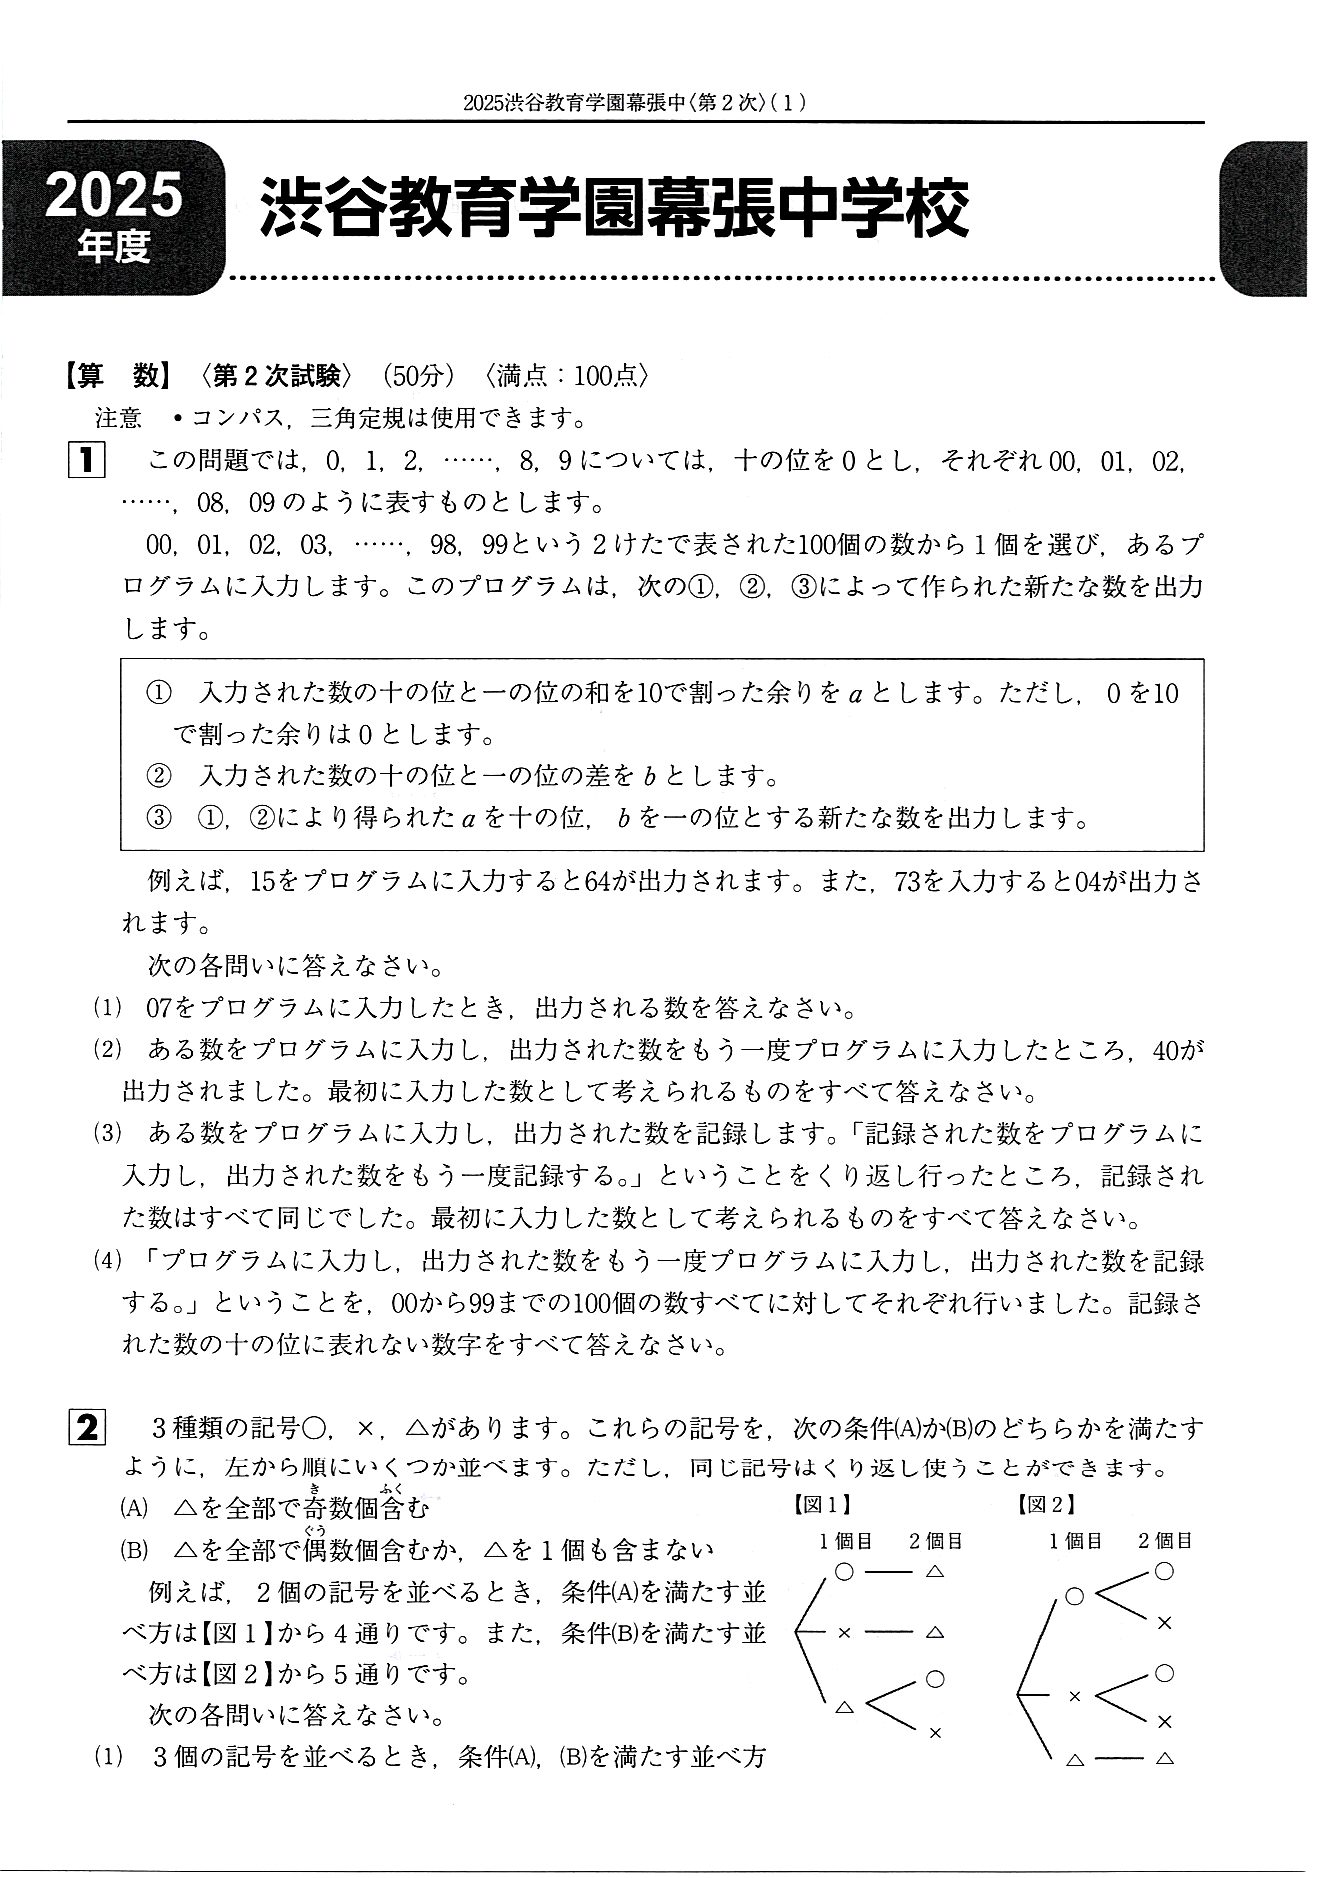 2025渋谷教育学園幕張中〈第2次〉(1)
2025
年度
渋谷教育学園幕張中学校
【算　数】〈第2次試験〉(50分)〈満点：100点〉
注意　・コンパス，三角定規は使用できます。
1　この問題では，0，1，2，……，8，9については，十の位を0とし，それぞれ00，01，02，
……，08，09のように表すものとします。
00，01，02，03，……，98，99という2けたで表された100個の数から1個を選び，あるプ
ログラムに入力します。このプログラムは，次の①，②，③によって作られた新たな数を出力
します。
①　入力された数の十の位と一の位の和を10で割った余りをaとします。ただし，0を10
で割った余りは0とします。
②　入力された数の十の位と一の位の差をbとします。
③　①，②により得られたaを十の位，bを一の位とする新たな数を出力します。
例えば，15をプログラムに入力すると64が出力されます。また，73を入力すると04が出力さ
れます。
次の各問いに答えなさい。
(1)　07をプログラムに入力したとき，出力される数を答えなさい。
(2)　ある数をプログラムに入力し，出力された数をもう一度プログラムに入力したところ，40が
出力されました。最初に入力した数として考えられるものをすべて答えなさい。
(3)　ある数をプログラムに入力し，出力された数を記録します。「記録された数をプログラムに
入力し，出力された数をもう一度記録する。」ということをくり返し行ったところ，記録され
た数はすべて同じでした。最初に入力した数として考えられるものをすべて答えなさい。
(4)　「プログラムに入力し，出力された数をもう一度プログラムに入力し，出力された数を記録
する。」ということを，00から99までの100個の数すべてに対してそれぞれ行いました。記録さ
れた数の十の位に表れない数字をすべて答えなさい。
2　3種類の記号○，×，△があります。これらの記号を，次の条件(A)か(B)のどちらかを満たす
ように，左から順にいくつか並べます。ただし，同じ記号はくり返し使うことができます。
き　ふく
(A)　△を全部で奇数個含む
ぐう
(B)　△を全部で偶数個含むか，△を1個も含まない
例えば，2個の記号を並べるとき，条件(A)を満たす並
べ方は【図1】から4通りです。また，条件(B)を満たす並
べ方は【図2】から5通りです。
次の各問いに答えなさい。
(1)　3個の記号を並べるとき，条件(A)，(B)を満たす並べ方
【図1】
1個目　2個目
○　△
×　△
△　○
×
【図2】
1個目　2個目
○　○
×
×　○
×
△　△